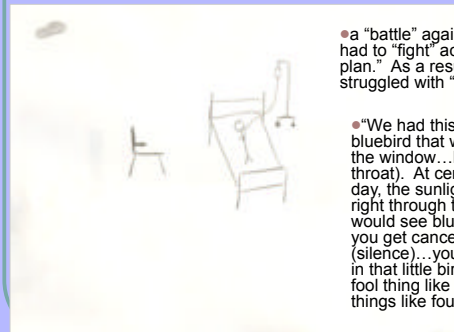 •a “battle” agai
had to “fight” ac
plan.” As a res
struggled with “
•“We had this
bluebird that w
the window…
throat). At cer
day, the sunlig
right through t
would see blu
you get cance
(silence)…you
in that little bir
fool thing like
things like fou